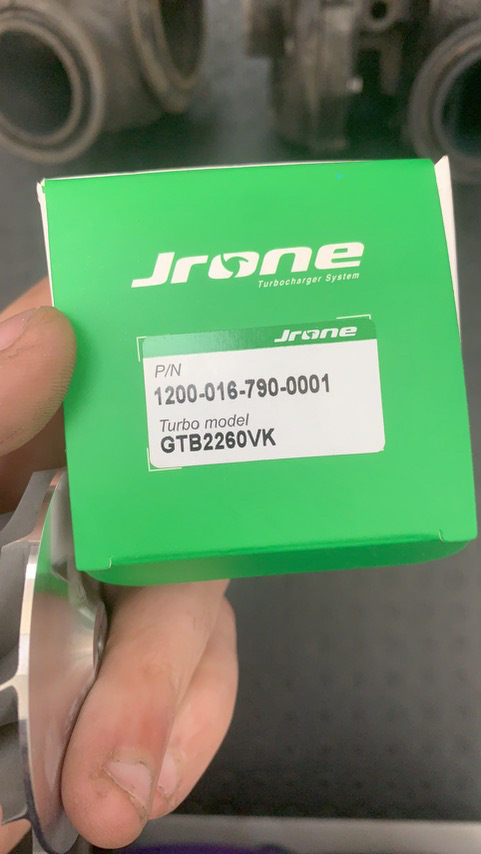 Jrone
Turbocharger System
Jrone
P/N
1200-016-790-0001
Turbo model
GTB2260VK